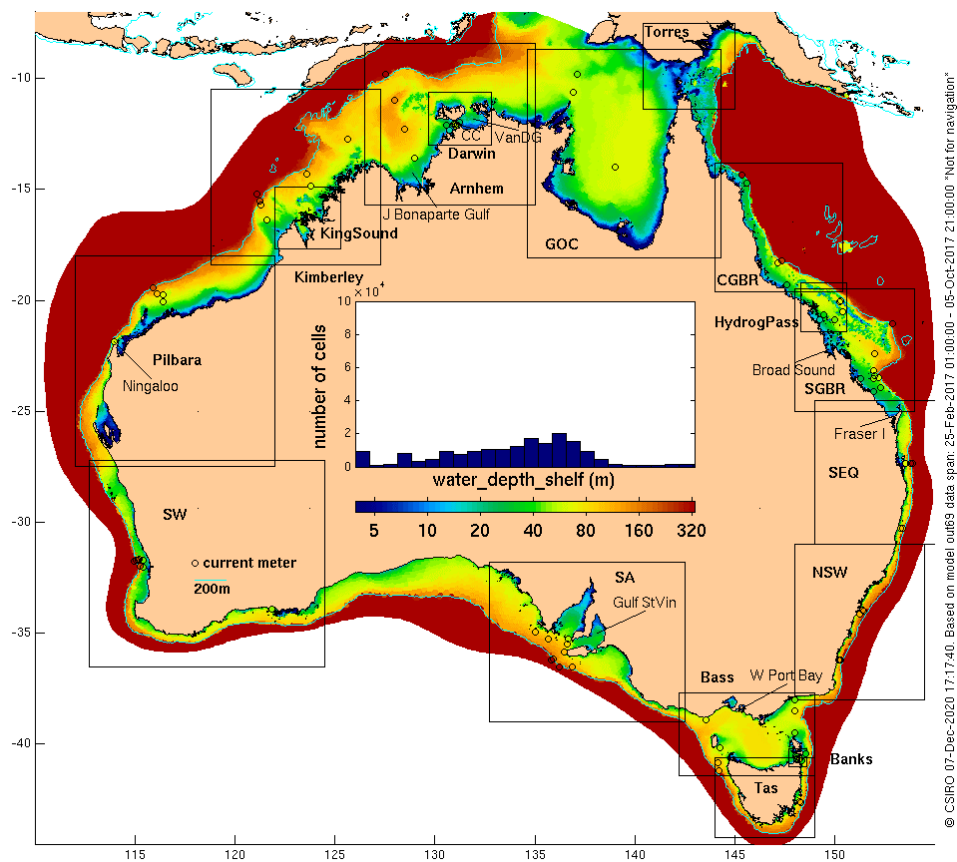 Torres
-10
CC
VanDG
Darwin
Arnhem
-15
J Bonaparte Gulf
KingSound
GOC
Kimberley
CGBR
-20
10 × 10⁴
HydrogPass
8
Pilbara
Broad Sound
Ningaloo
6
SGBR
number of cells
4
-25
Fraser I
2
SEQ
0
water_depth_shelf (m)
SW
5 10 20 40 80 160 320
-30
current meter
NSW
200m
SA
Gulf StVin
-35
Bass
W Port Bay
-40
Banks
Tas
115 120 125 130 135 140 145 150
© CSIRO 07-Dec-2020 17:17:40. Based on model out69 data span: 25-Feb-2017 01:00:00 - 05-Oct-2017 21:00:00 "Not for navigation"